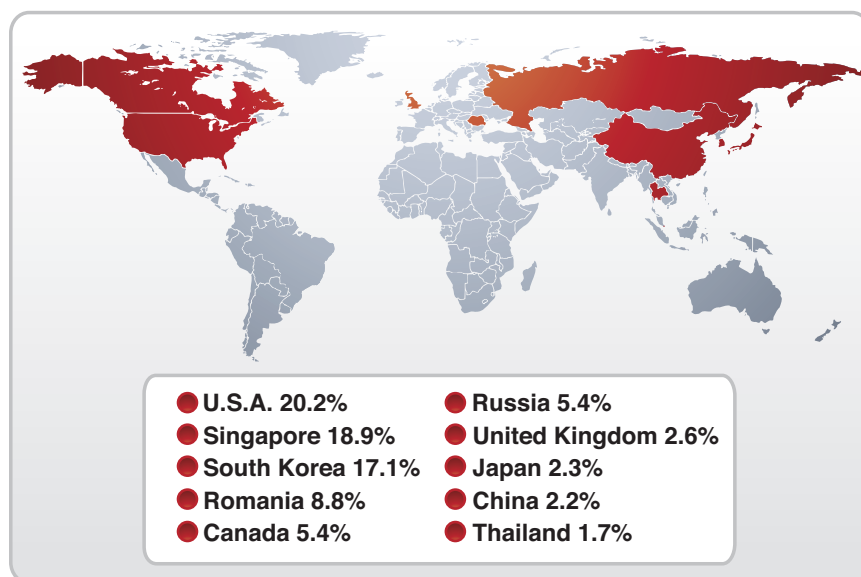 U.S.A. 20.2%
Singapore 18.9%
South Korea 17.1%
Romania 8.8%
Canada 5.4%
Russia 5.4%
United Kingdom 2.6%
Japan 2.3%
China 2.2%
Thailand 1.7%